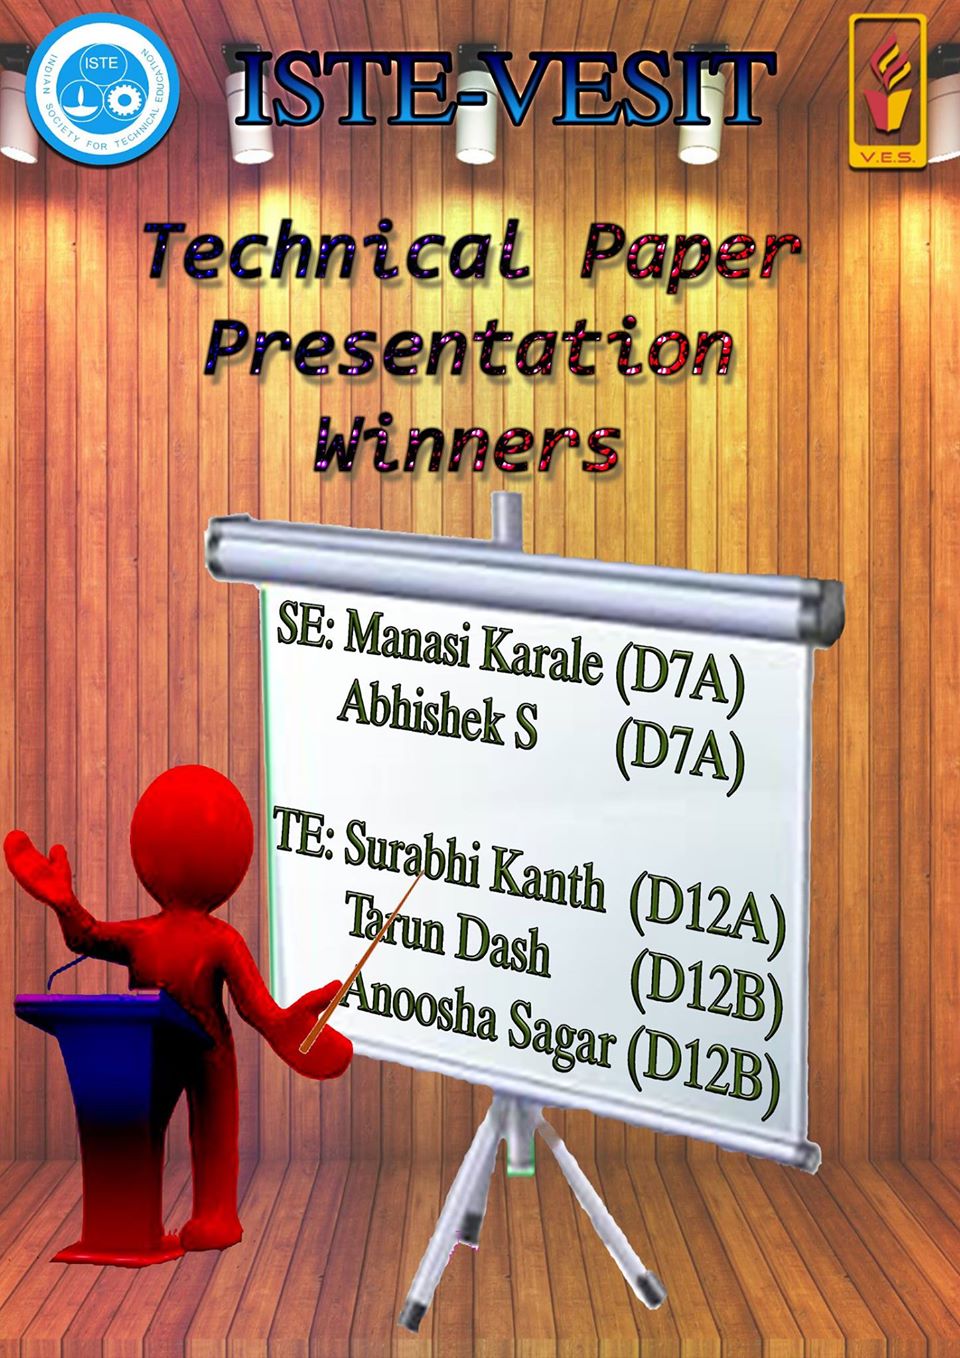 ISTE
INDIAN SOCIETY FOR TECHNICAL EDUCATION
ISTE-VESIT
V.E.S.
Technical Paper
Presentation
Winners
SE: Manasi Karale (D7A)
Abhishek S (D7A)
TE: Surabhi Kanth (D12A)
Tarun Dash (D12B)
Anoosha Sagar (D12B)